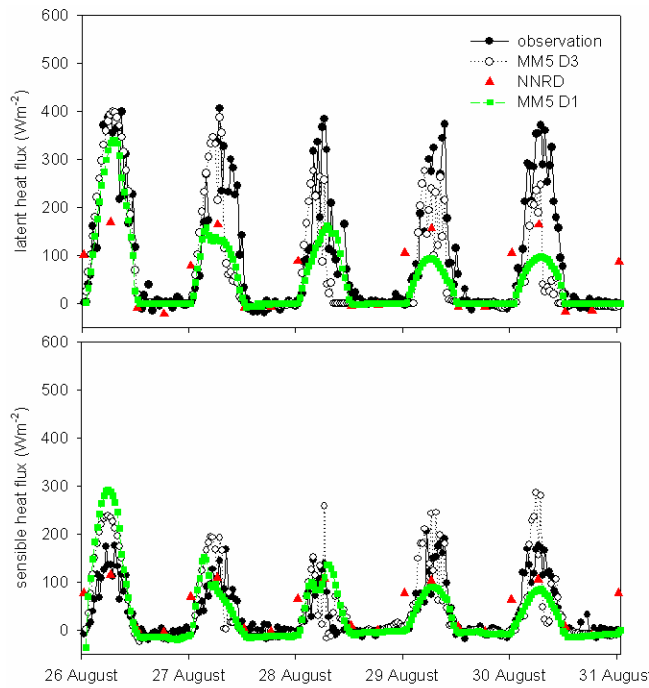 600
500
400
300
200
100
0
latent heat flux (Wm-2)
observation
MM5 D3
NNRD
MM5 D1
600
500
400
300
200
100
0
sensible heat flux (Wm-2)
26 August 27 August 28 August 29 August 30 August 31 August